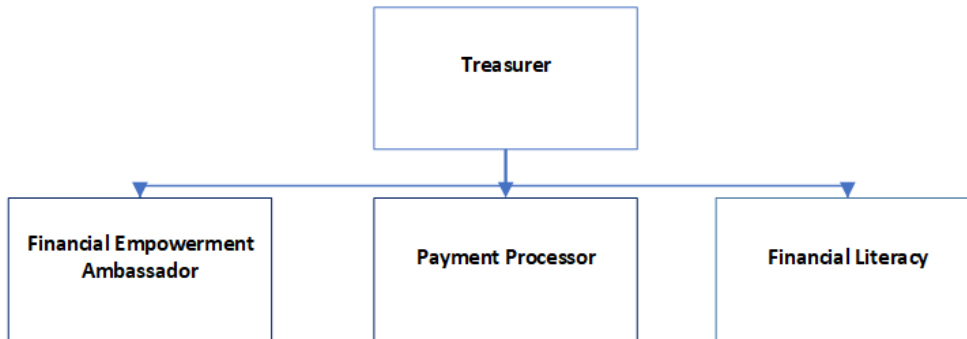 Treasurer
Financial Empowerment
Ambassador
Payment Processor
Financial Literacy